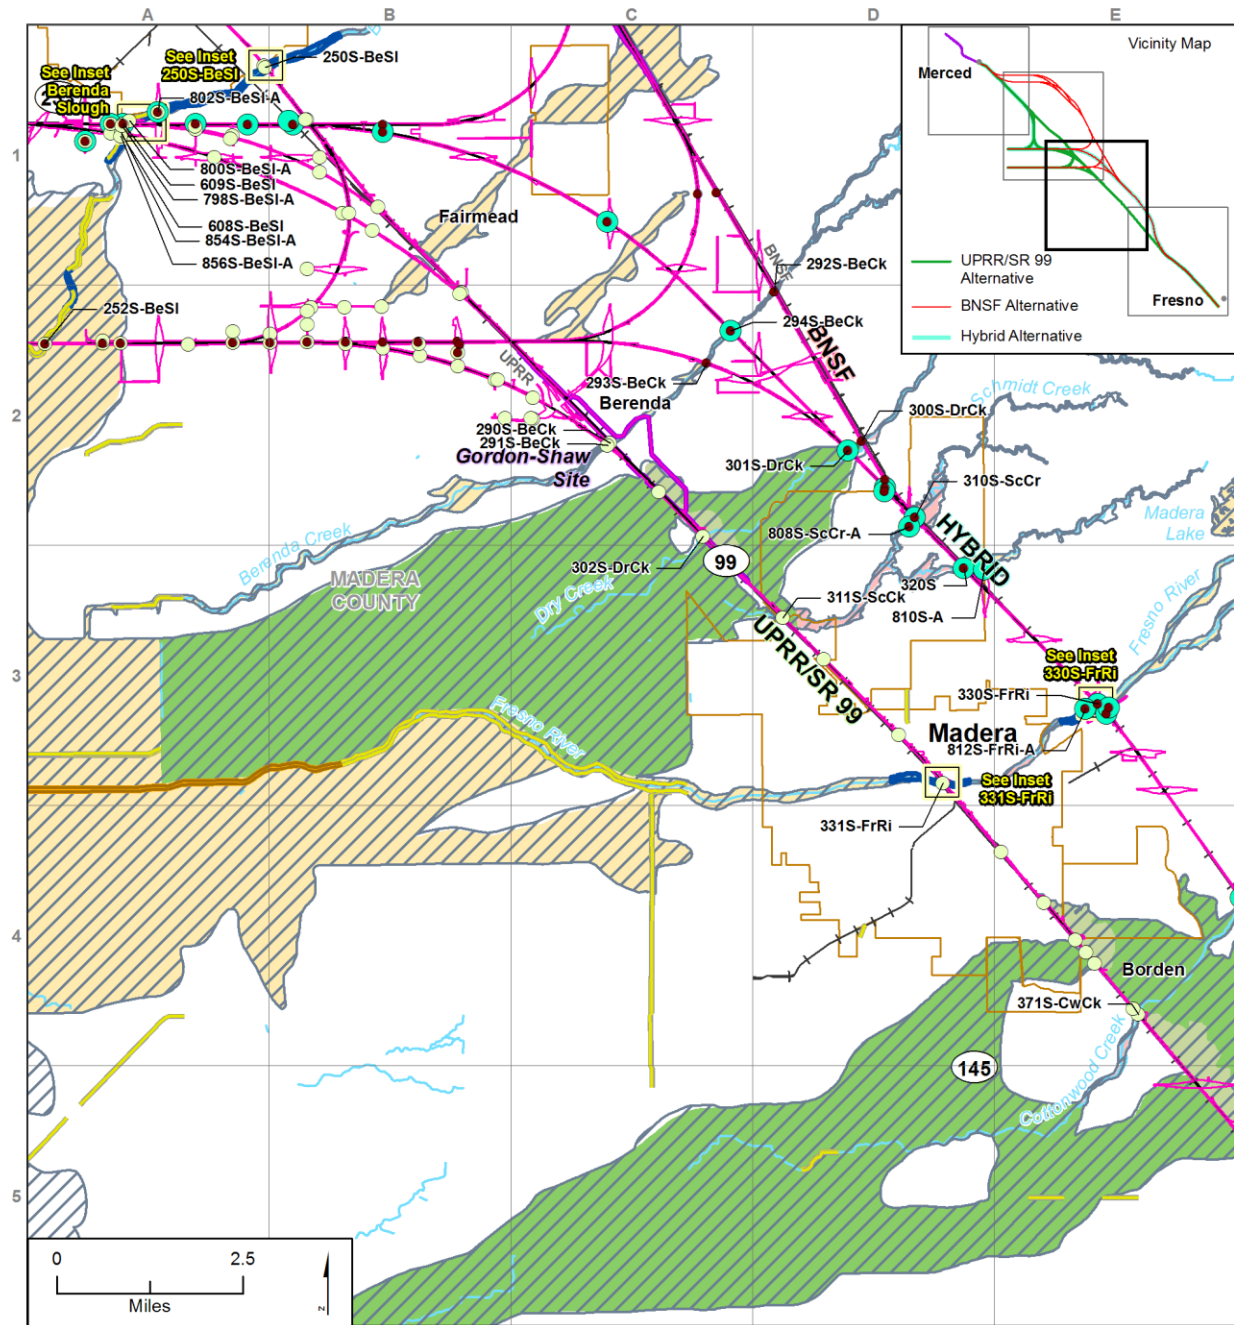 A B C D E
See Inset
250S-BeSl
250S-BeSl
See Inset
Berenda
Slough
802S-BeSl-A
Vicinity Map
Merced
Fresno
UPRR/SR 99
Alternative
BNSF Alternative
Hybrid Alternative
1
800S-BeSl-A
609S-BeSl
798S-BeSl-A
608S-BeSl
854S-BeSl-A
856S-BeSl-A
Fairmead
BNSF
292S-BeCk
252S-BeSl
294S-BeCk
BNSF
UPRR
293S-BeCk
Berenda
Schmidt Creek
2
300S-DrCk
290S-BeCk
291S-BeCk
Gordon-Shaw
Site
301S-DrCk
310S-ScCr
Madera
Lake
808S-ScCr-A
HYBRID
Berenda Creek
MADERA
COUNTY
302S-DrCk
99
Dry Creek
320S
311S-ScCk
810S-A
Fresno River
UPRR/SR 99
3
See Inset
330S-FrRi
330S-FrRi
Fresno River
Madera
812S-FrRi-A
See Inset
331S-FrRi
331S-FrRi
4
Borden
371S-CwCk
145
Cottonwood Creek
5
0 2.5
Miles
z